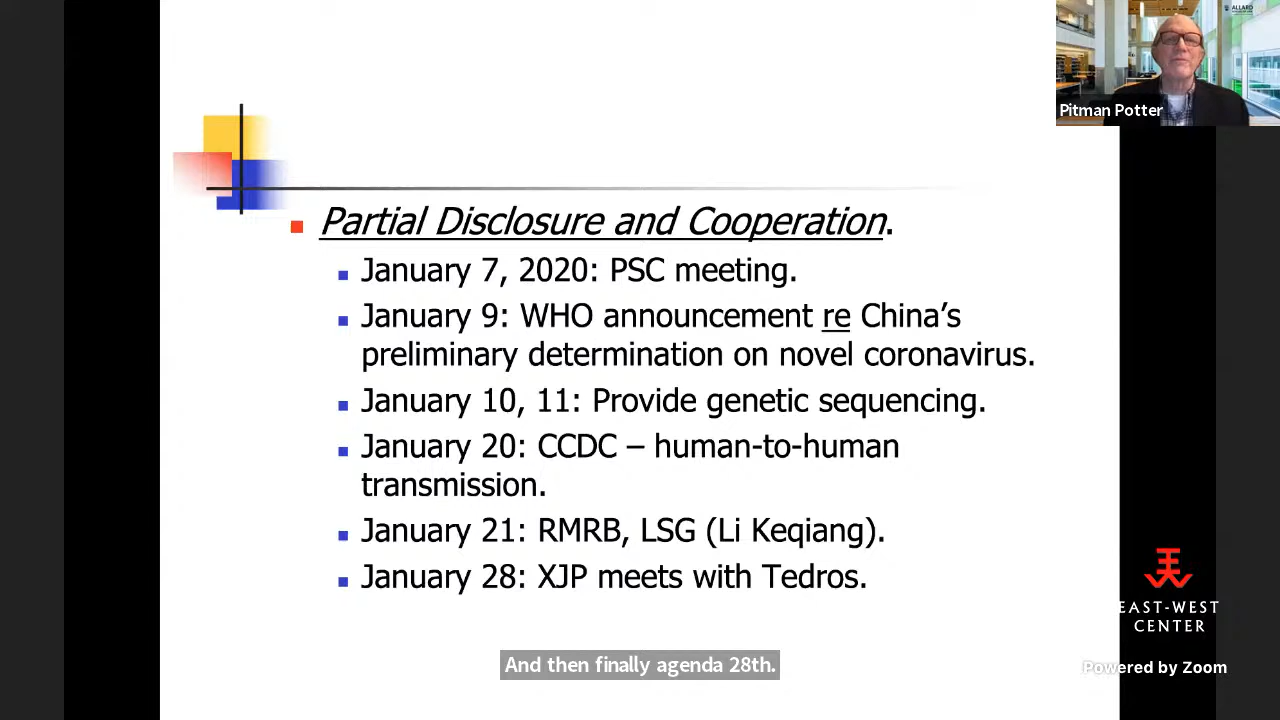 ALLARD
Pitman Potter
Partial Disclosure and Cooperation.
January 7, 2020: PSC meeting.
January 9: WHO announcement re China’s
preliminary determination on novel coronavirus.
January 10, 11: Provide genetic sequencing.
January 20: CCDC – human-to-human
transmission.
January 21: RMRB, LSG (Li Keqiang).
January 28: XJP meets with Tedros.
EAST-WEST
CENTER
And then finally agenda 28th.
Powered by Zoom